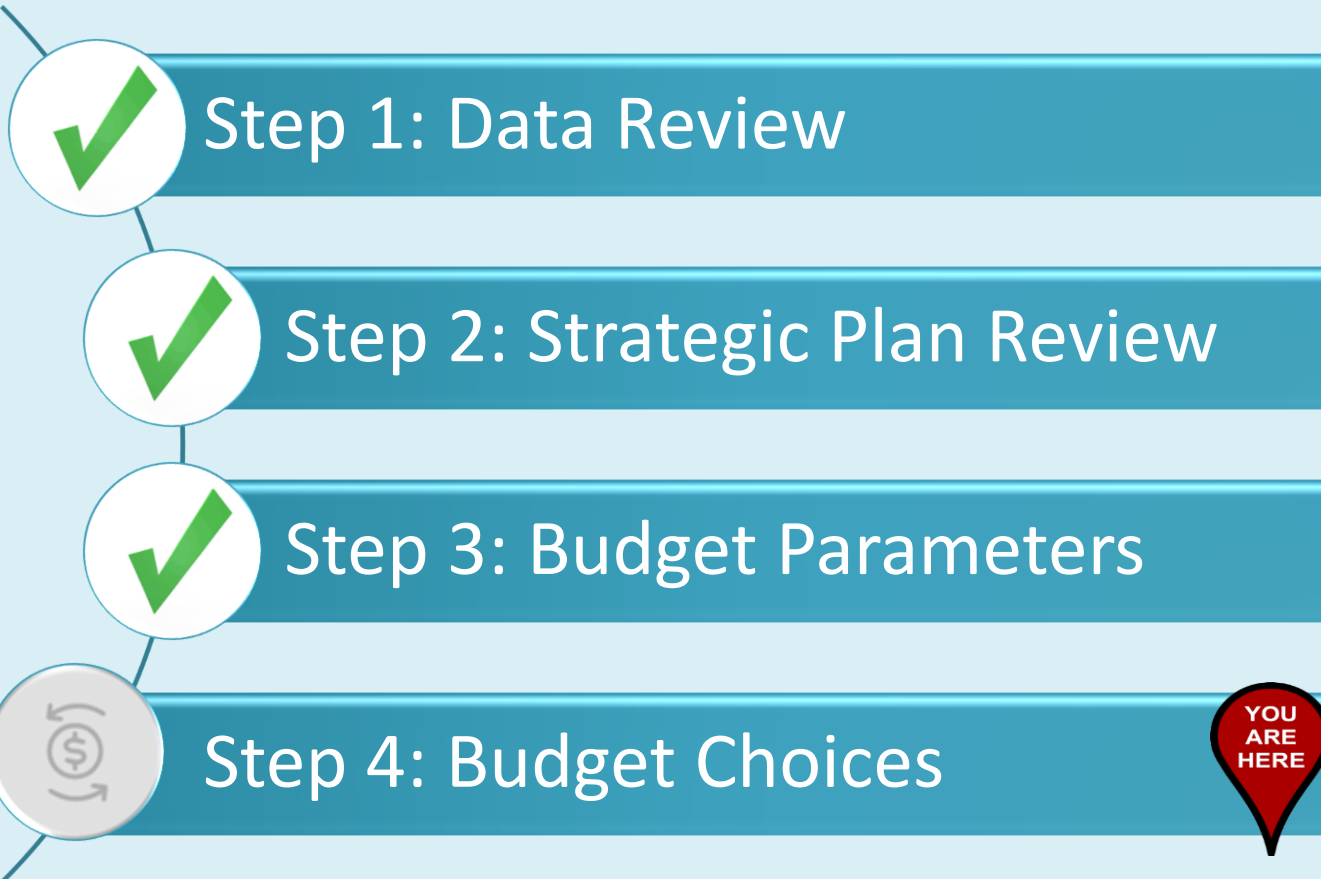 Step 1: Data Review
Step 2: Strategic Plan Review
Step 3: Budget Parameters
$
Step 4: Budget Choices
YOU
ARE
HERE